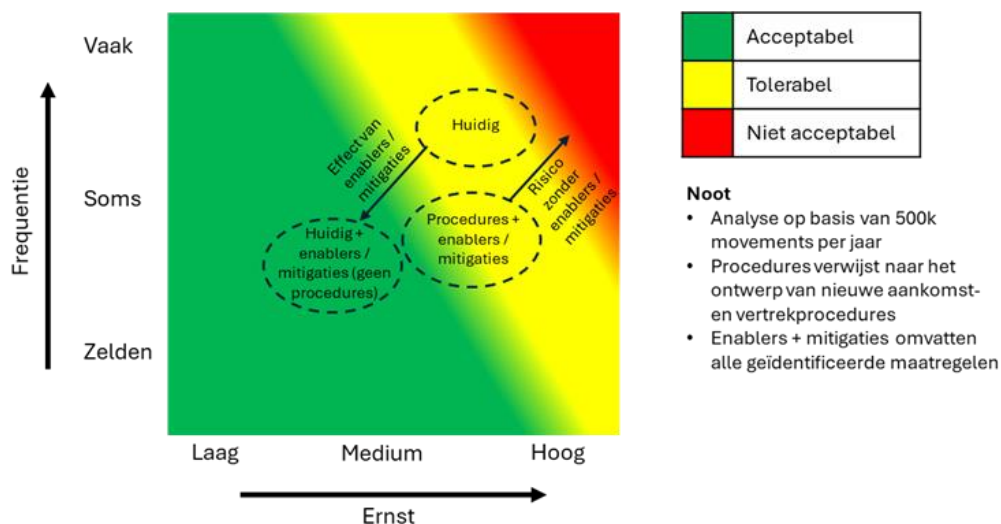 Vaak
Soms
Zelden
Frequentie
Effect van
enablers /
mitigaties
Huidig
Risico
zonder
enablers /
mitigaties
Huidig +
enablers /
mitigaties (geen
procedures)
Procedures +
enablers /
mitigaties
Laag
Medium
Hoog
Ernst
Acceptabel
Tolerabel
Niet acceptabel
Noot
• Analyse op basis van 500k
movements per jaar
• Procedures verwijst naar het
ontwerp van nieuwe aankomst-
en vertrekprocedures
• Enablers + mitigaties omvatten
alle geïdentificeerde maatregelen